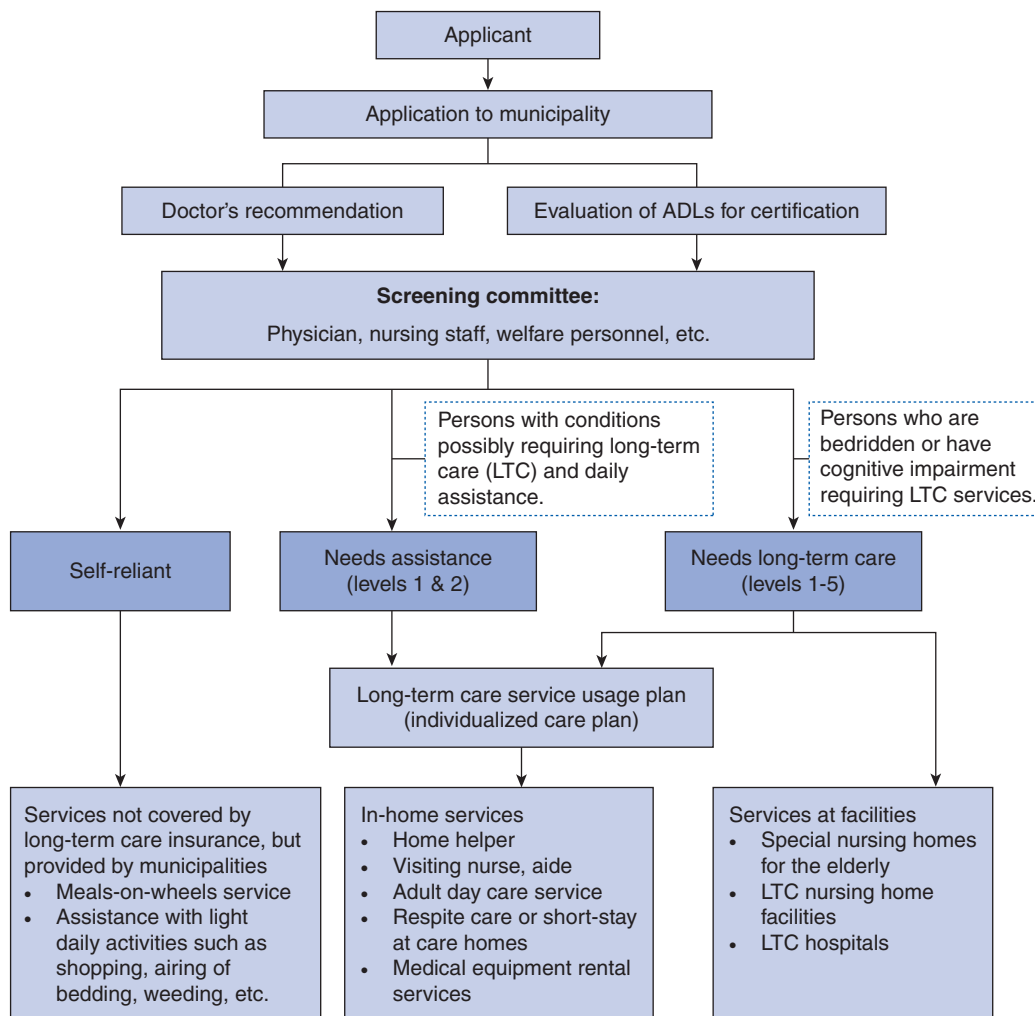 Applicant
Application to municipality
Doctor's recommendation
Evaluation of ADLs for certification
Screening committee:
Physician, nursing staff, welfare personnel, etc.
Persons with conditions
possibly requiring long-term
care (LTC) and daily
assistance.
Persons who are
bedridden or have
cognitive impairment
requiring LTC services.
Self-reliant
Needs assistance
(levels 1 & 2)
Needs long-term care
(levels 1-5)
Long-term care service usage plan
(individualized care plan)
Services not covered by
long-term care insurance, but
provided by municipalities
• Meals-on-wheels service
• Assistance with light
daily activities such as
shopping, airing of
bedding, weeding, etc.
In-home services
• Home helper
• Visiting nurse, aide
• Adult day care service
• Respite care or short-stay
at care homes
• Medical equipment rental
services
Services at facilities
• Special nursing homes
for the elderly
• LTC nursing home
facilities
• LTC hospitals